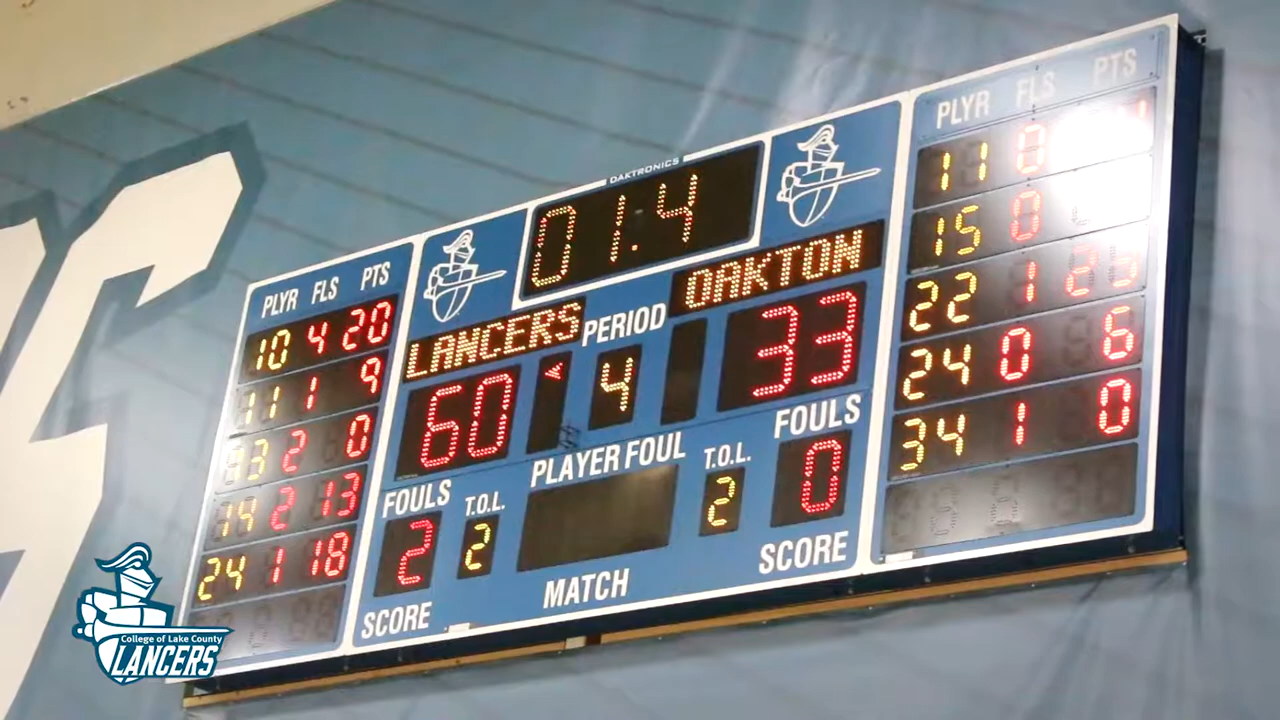 DAKTRONICS
01.4
LANCERS PERIOD OAKTON
60 4 33
PLAYER FOUL
FOULS T.O.L. T.O.L. FOULS
2 2 2 0
SCORE MATCH SCORE
PLYR FLS PTS
10 4 20
11 1 9
33 2 0
14 2 13
24 1 18
PLYR FLS PTS
11 0
15 0
22 1
24 0 6
34 1 0
College of Lake County
LANCERS